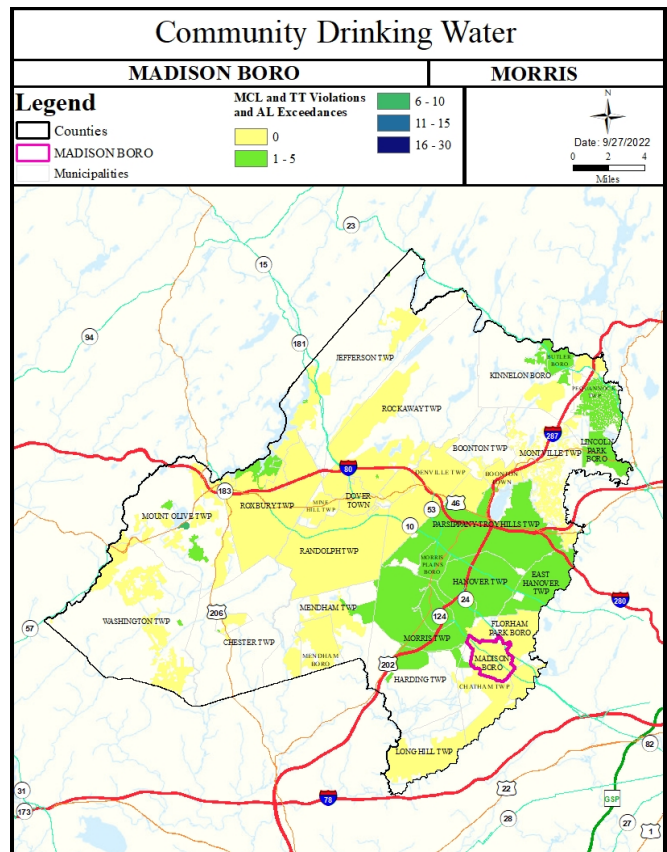 Community Drinking Water
MADISON BORO
MORRIS
Legend
Counties
MADISON BORO
Municipalities
MCL and TT Violations
and AL Exceedances
0
1 - 5
6 - 10
11 - 15
16 - 30
N
Date: 9/27/2022
0 2 4
Miles
23
15
94
181
JEFFERSON TWP
BUTLER
BORO
KINNELON BORO
PEQUANNOCK
TWP
ROCKAWAY TWP
287
LINCOLN
PARK
BORO
BOONTON TWP
MONTVILLE TWP
80
DENVILLE TWP
BOONTON
TOWN
183
46
ROXBURY TWP
MINE
HILL TWP
DOVER
TOWN
53
MOUNT OLIVE TWP
10
PARSIPPANY-TROY HILLS TWP
RANDOLPH TWP
MORRIS
PLAINS
BORO
HANOVER TWP
EAST
HANOVER
TWP
280
24
MENDHAM TWP
206
124
57
WASHINGTON TWP
FLORHAM
PARK BORO
CHESTER TWP
MORRIS TWP
MENDHAM
BORO
202
MADISON
BORO
HARDING TWP
CHATHAM TWP
LONG HILL TWP
82
31
78
22
173
GSP
28
27
1